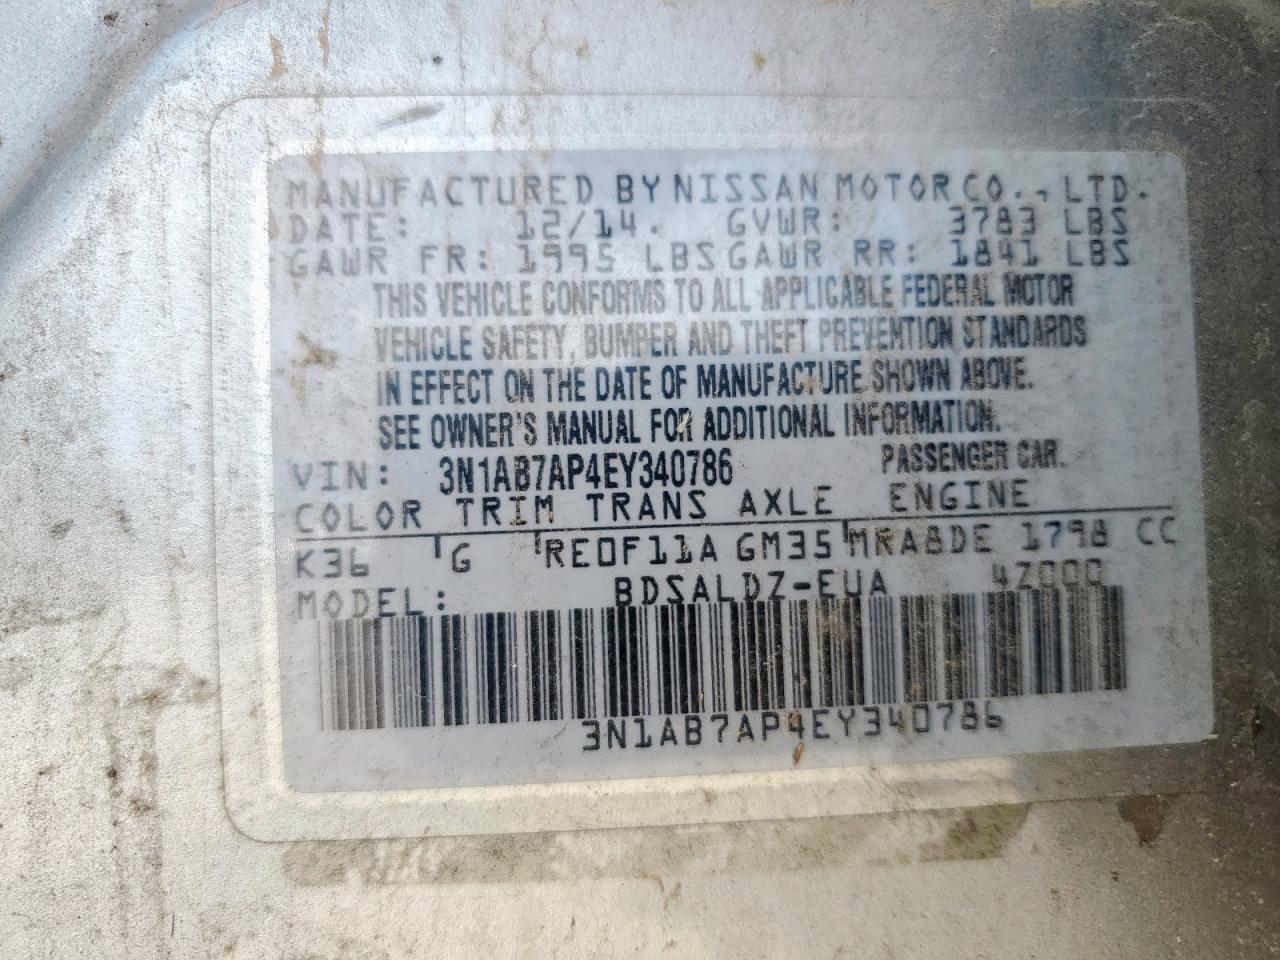 MANUFACTURED BY NISSAN MOTOR CO., LTD.
DATE: 12/14. GVWR: 3783 LBS
GAWR FR: 1995 LBS GAWR RR: 1841 LBS
THIS VEHICLE CONFORMS TO ALL APPLICABLE FEDERAL MOTOR
VEHICLE SAFETY, BUMPER AND THEFT PREVENTION STANDARDS
IN EFFECT ON THE DATE OF MANUFACTURE SHOWN ABOVE.
SEE OWNER'S MANUAL FOR ADDITIONAL INFORMATION.
VIN: 3N1AB7AP4EY340786 PASSENGER CAR.
COLOR TRIM TRANS AXLE ENGINE
K36 G RE0F11A GM35 MRA8DE 1798 CC
MODEL: BDSALDZ-EUA 4Z000
3N1AB7AP4EY340786